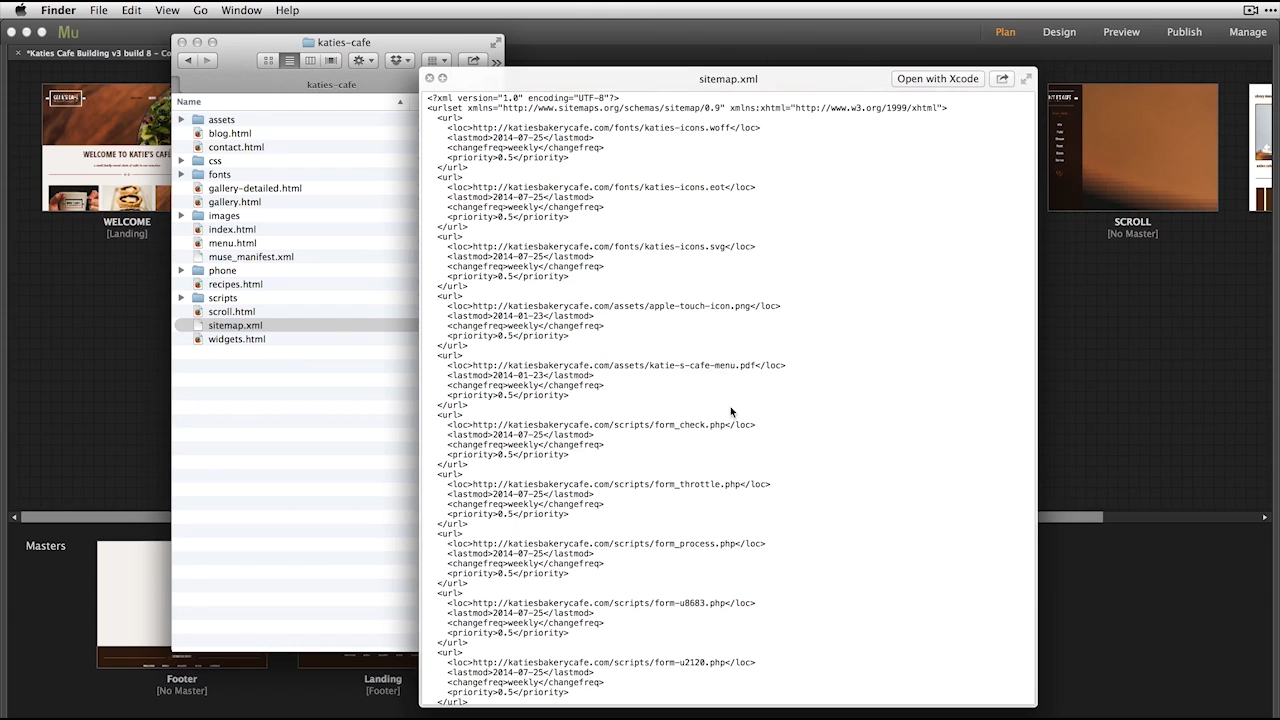 Finder File Edit View Go Window Help
Mu
Plan Design Preview Publish Manage
× *Katies Cafe Building v3 build 8 - Co
katies-cafe
katies-cafe
Name
assets
blog.html
contact.html
css
fonts
gallery-detailed.html
gallery.html
images
index.html
menu.html
muse_manifest.xml
phone
recipes.html
scripts
scroll.html
sitemap.xml
widgets.html
sitemap.xml
Open with Xcode
<?xml version="1.0" encoding="UTF-8"?>
<urlset xmlns="http://www.sitemaps.org/schemas/sitemap/0.9" xmlns:xhtml="http://www.w3.org/1999/xhtml">
<url>
<loc>http://katiesbakerycafe.com/fonts/katies-icons.woff</loc>
<lastmod>2014-07-25</lastmod>
<changefreq>weekly</changefreq>
<priority>0.5</priority>
</url>
<url>
<loc>http://katiesbakerycafe.com/fonts/katies-icons.eot</loc>
<lastmod>2014-07-25</lastmod>
<changefreq>weekly</changefreq>
<priority>0.5</priority>
</url>
<url>
<loc>http://katiesbakerycafe.com/fonts/katies-icons.svg</loc>
<lastmod>2014-07-25</lastmod>
<changefreq>weekly</changefreq>
<priority>0.5</priority>
</url>
<url>
<loc>http://katiesbakerycafe.com/assets/apple-touch-icon.png</loc>
<lastmod>2014-01-23</lastmod>
<changefreq>weekly</changefreq>
<priority>0.5</priority>
</url>
<url>
<loc>http://katiesbakerycafe.com/assets/katie-s-cafe-menu.pdf</loc>
<lastmod>2014-01-23</lastmod>
<changefreq>weekly</changefreq>
<priority>0.5</priority>
</url>
<url>
<loc>http://katiesbakerycafe.com/scripts/form_check.php</loc>
<lastmod>2014-07-25</lastmod>
<changefreq>weekly</changefreq>
<priority>0.5</priority>
</url>
<url>
<loc>http://katiesbakerycafe.com/scripts/form_throttle.php</loc>
<lastmod>2014-07-25</lastmod>
<changefreq>weekly</changefreq>
<priority>0.5</priority>
</url>
<url>
<loc>http://katiesbakerycafe.com/scripts/form_process.php</loc>
<lastmod>2014-07-25</lastmod>
<changefreq>weekly</changefreq>
<priority>0.5</priority>
</url>
<url>
<loc>http://katiesbakerycafe.com/scripts/form-u8683.php</loc>
<lastmod>2014-07-25</lastmod>
<changefreq>weekly</changefreq>
<priority>0.5</priority>
</url>
<url>
<loc>http://katiesbakerycafe.com/scripts/form-u2120.php</loc>
<lastmod>2014-07-25</lastmod>
<changefreq>weekly</changefreq>
<priority>0.5</priority>
</url>
WELCOME TO KATIE'S CAFE
WELCOME
[Landing]
SCROLL
[No Master]
Masters
Footer
[No Master]
Landing
[Footer]